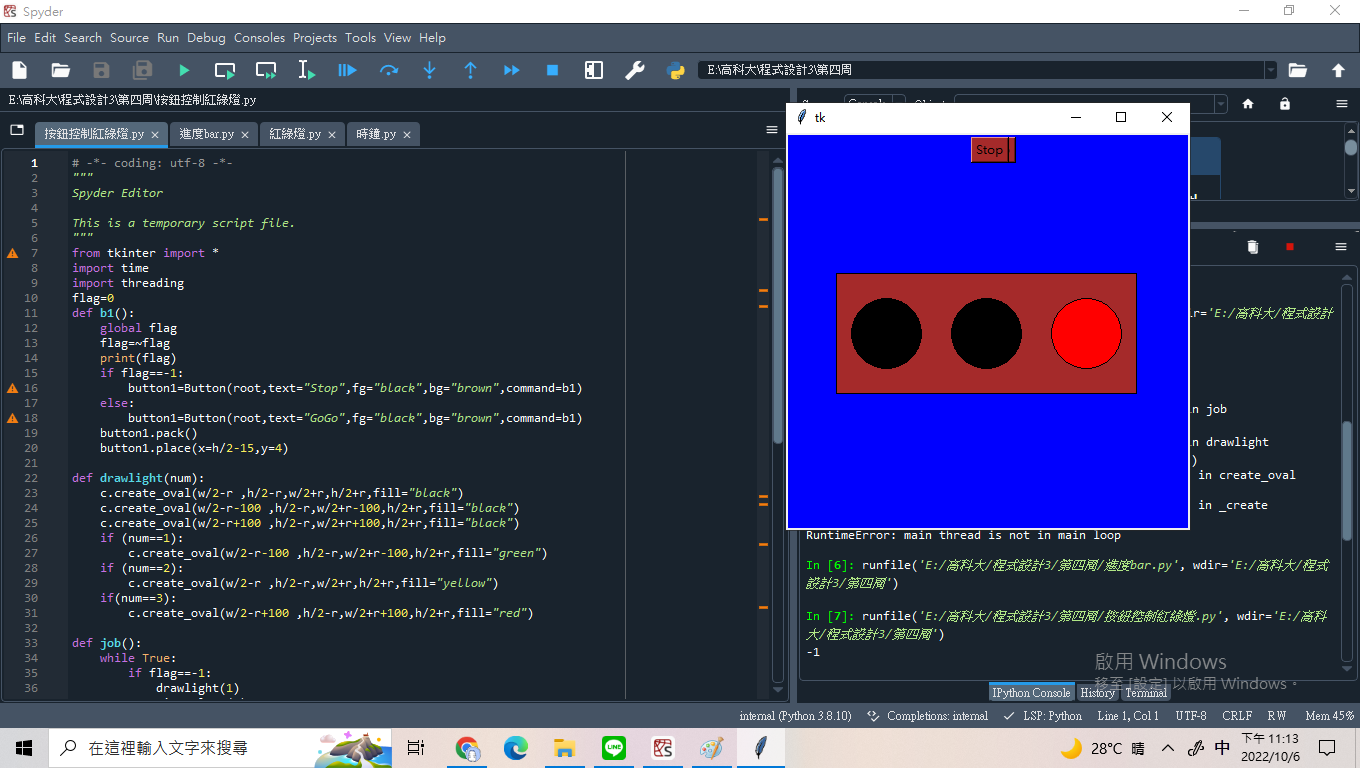 Spyder
File Edit Search Source Run Debug Consoles Projects Tools View Help
E:\高科大\程式設計3\第四周
E:\高科大\程式設計3\第四周\按鈕控制紅綠燈.py
按鈕控制紅綠燈.py
進度bar.py
紅綠燈.py
時鐘.py
1 # -*- coding: utf-8 -*-
2 """
3 Spyder Editor
4
5 This is a temporary script file.
6 """
7 from tkinter import *
8 import time
9 import threading
10 flag=0
11 def b1():
12 global flag
13 flag=~flag
14 print(flag)
15 if flag==-1:
16 button1=Button(root,text="Stop",fg="black",bg="brown",command=b1)
17 else:
18 button1=Button(root,text="GoGo",fg="black",bg="brown",command=b1)
19 button1.pack()
20 button1.place(x=h/2-15,y=4)
21
22 def drawlight(num):
23 c.create_oval(w/2-r ,h/2-r,w/2+r,h/2+r,fill="black")
24 c.create_oval(w/2-r-100 ,h/2-r,w/2+r-100,h/2+r,fill="black")
25 c.create_oval(w/2-r+100 ,h/2-r,w/2+r+100,h/2+r,fill="black")
26 if (num==1):
27 c.create_oval(w/2-r-100 ,h/2-r,w/2+r-100,h/2+r,fill="green")
28 if (num==2):
29 c.create_oval(w/2-r ,h/2-r,w/2+r,h/2+r,fill="yellow")
30 if(num==3):
31 c.create_oval(w/2-r+100 ,h/2-r,w/2+r+100,h/2+r,fill="red")
32
33 def job():
34 while True:
35 if flag==-1:
36 drawlight(1)
tk
Stop
dir='E:/高科大/程式設計
n job
n drawlight
)
in create_oval
in _create
RuntimeError: main thread is not in main loop
In [6]: runfile('E:/高科大/程式設計3/第四周/進度bar.py', wdir='E:/高科大/程式
設計3/第四周')
In [7]: runfile('E:/高科大/程式設計3/第四周/按鈕控制紅綠燈.py', wdir='E:/高科
大/程式設計3/第四周')
-1
啟用 Windows
移至 [設定] 以啟用 Windows。
IPython Console History Terminal
internal (Python 3.8.10) Completions: internal LSP: Python Line 1, Col 1 UTF-8 CRLF RW Mem 45%
在這裡輸入文字來搜尋
LINE
28°C 晴
中
下午 11:13
2022/10/6